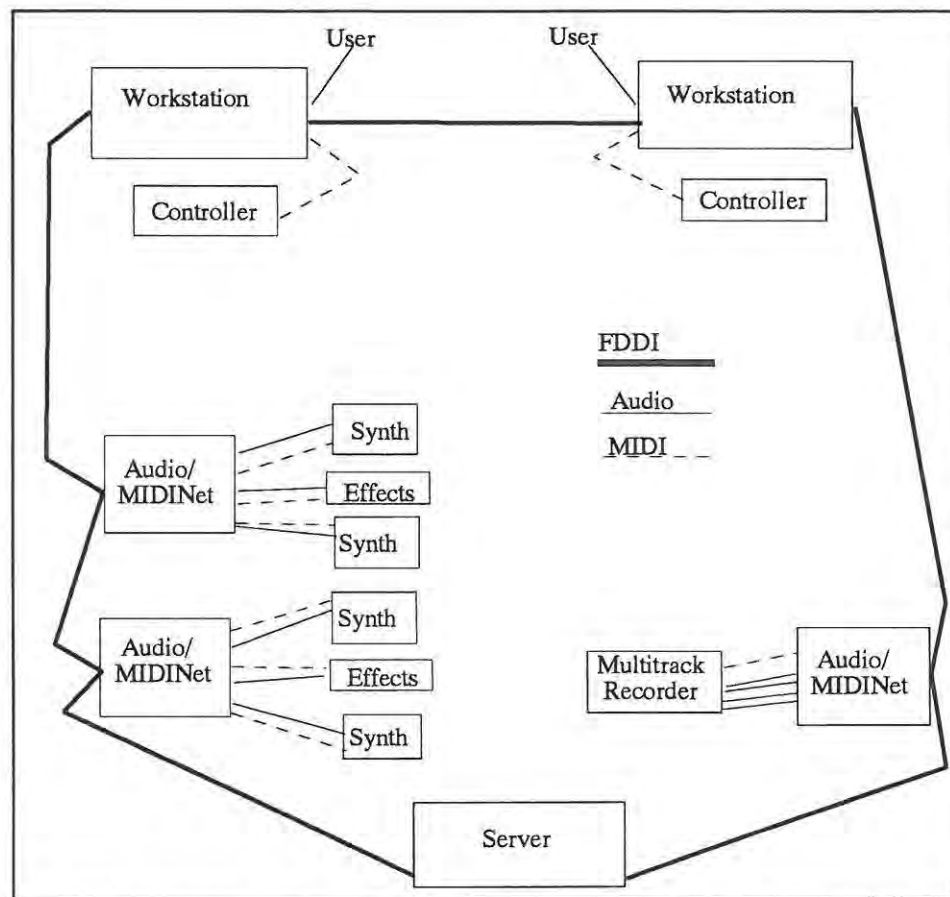 User
User
Workstation
Workstation
Controller
Controller
FDDI
Audio
MIDI
Synth
Audio/
MIDINet
Effects
Synth
Synth
Audio/
MIDINet
Effects
Synth
Multitrack
Recorder
Audio/
MIDINet
Server